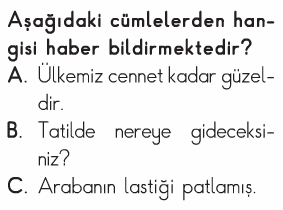 Aşağıdaki cümlelerden han-
gisi haber bildirmektedir?
A. Ülkemiz cennet kadar güzel-
dir.
B. Tatilde nereye gideceksi-
niz?
C. Arabanın lastiği patlamış.